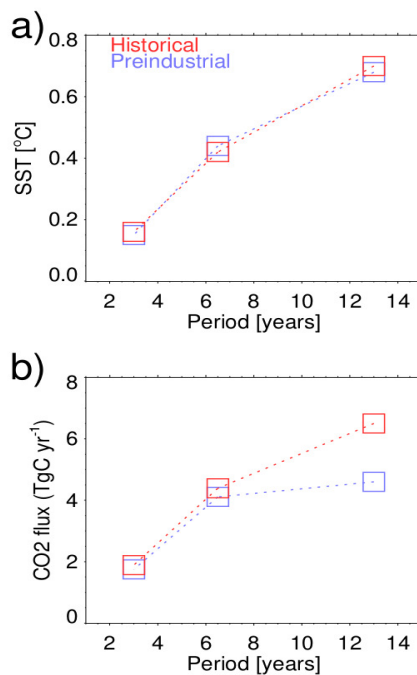 a)
Historical
Preindustrial
0.8
0.6
0.4
0.2
0.0
SST [°C]
2 4 6 8 10 12 14
Period [years]
b)
8
6
4
2
0
CO2 flux (TgC yr⁻¹)
2 4 6 8 10 12 14
Period [years]